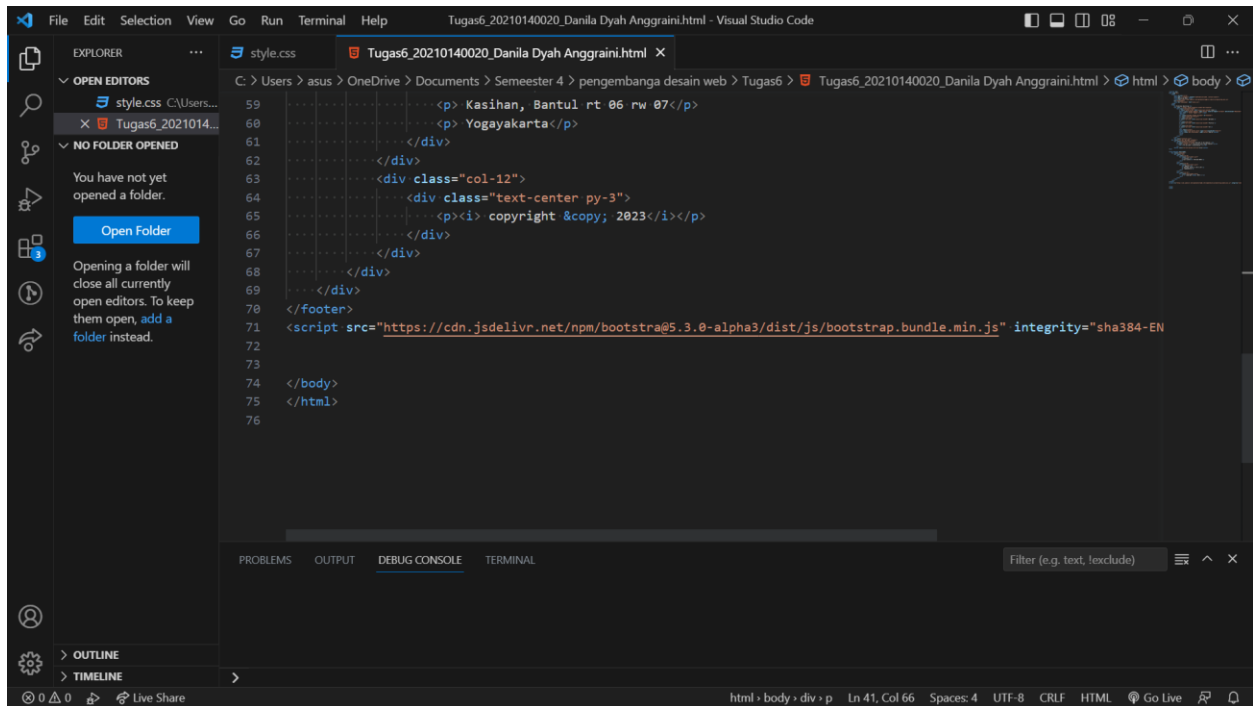 File Edit Selection View Go Run Terminal Help Tugas6_20210140020_Danila Dyah Anggraini.html - Visual Studio Code
EXPLORER ...
style.css
Tugas6_20210140020_Danila Dyah Anggraini.html
OPEN EDITORS
style.css C:\Users...
Tugas6_2021014...
NO FOLDER OPENED
You have not yet
opened a folder.
Open Folder
Opening a folder will
close all currently
open editors. To keep
them open, add a
folder instead.
3
OUTLINE
TIMELINE
C: > Users > asus > OneDrive > Documents > Semeester 4 > pengembanga desain web > Tugas6 > Tugas6_20210140020_Danila Dyah Anggraini.html > html > body >
59 <p> Kasihan, Bantul rt 06 rw 07</p>
60 <p> Yogayakarta</p>
61 </div>
62 </div>
63 <div class="col-12">
64 <div class="text-center py-3">
65 <p><i> copyright &copy; 2023</i></p>
66 </div>
67 </div>
68 </div>
69 </div>
70 </footer>
71 <script src="https://cdn.jsdelivr.net/npm/bootstra@5.3.0-alpha3/dist/js/bootstrap.bundle.min.js" integrity="sha384-EN
72
73
74 </body>
75 </html>
76
PROBLEMS OUTPUT DEBUG CONSOLE TERMINAL
Filter (e.g. text, !exclude)
>
0 0 Live Share
html > body > div > p Ln 41, Col 66 Spaces: 4 UTF-8 CRLF HTML Go Live